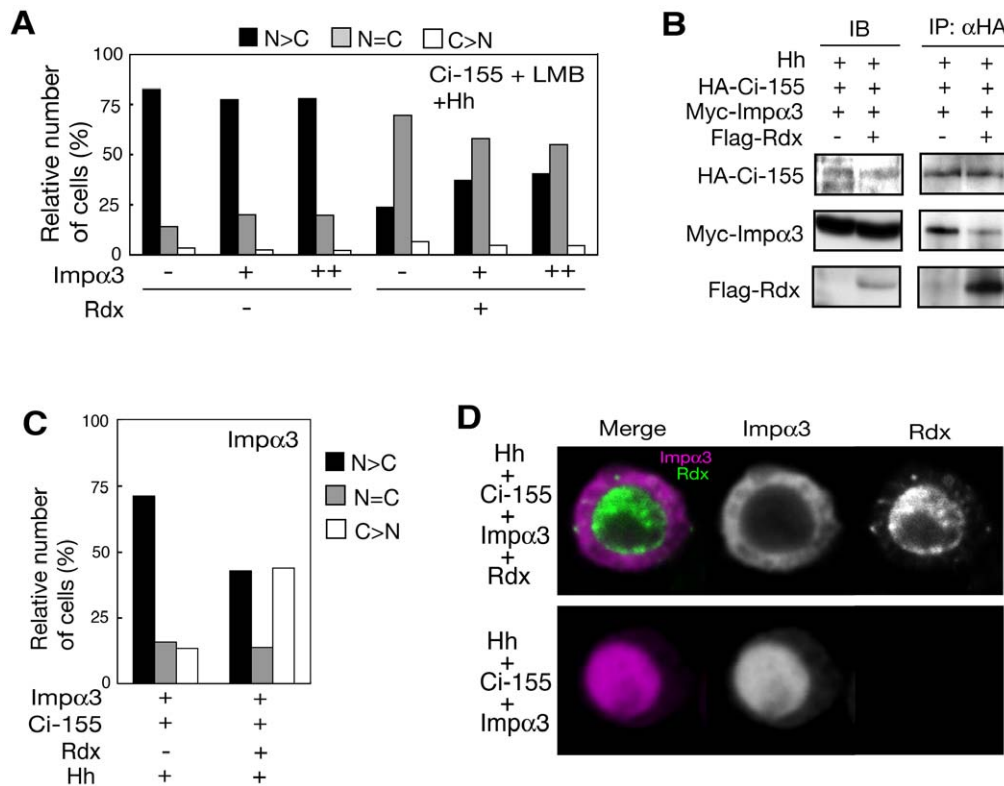 A
N>C N=C C>N
Relative number of cells (%)
100
75
50
25
0
Ci-155 + LMB
+Hh
Impα3 - + ++ - + ++
Rdx - +
B
IB IP: αHA
Hh + + + +
HA-Ci-155 + + + +
Myc-Impα3 + + + +
Flag-Rdx - + - +
HA-Ci-155
Myc-Impα3
Flag-Rdx
C
Relative number of cells (%)
100
75
50
25
0
Impα3
N>C
N=C
C>N
Impα3 + +
Ci-155 + +
Rdx - +
Hh + +
D
Merge Impα3 Rdx
Impα3
Rdx
Hh
+
Ci-155
+
Impα3
+
Rdx
Hh
+
Ci-155
+
Impα3